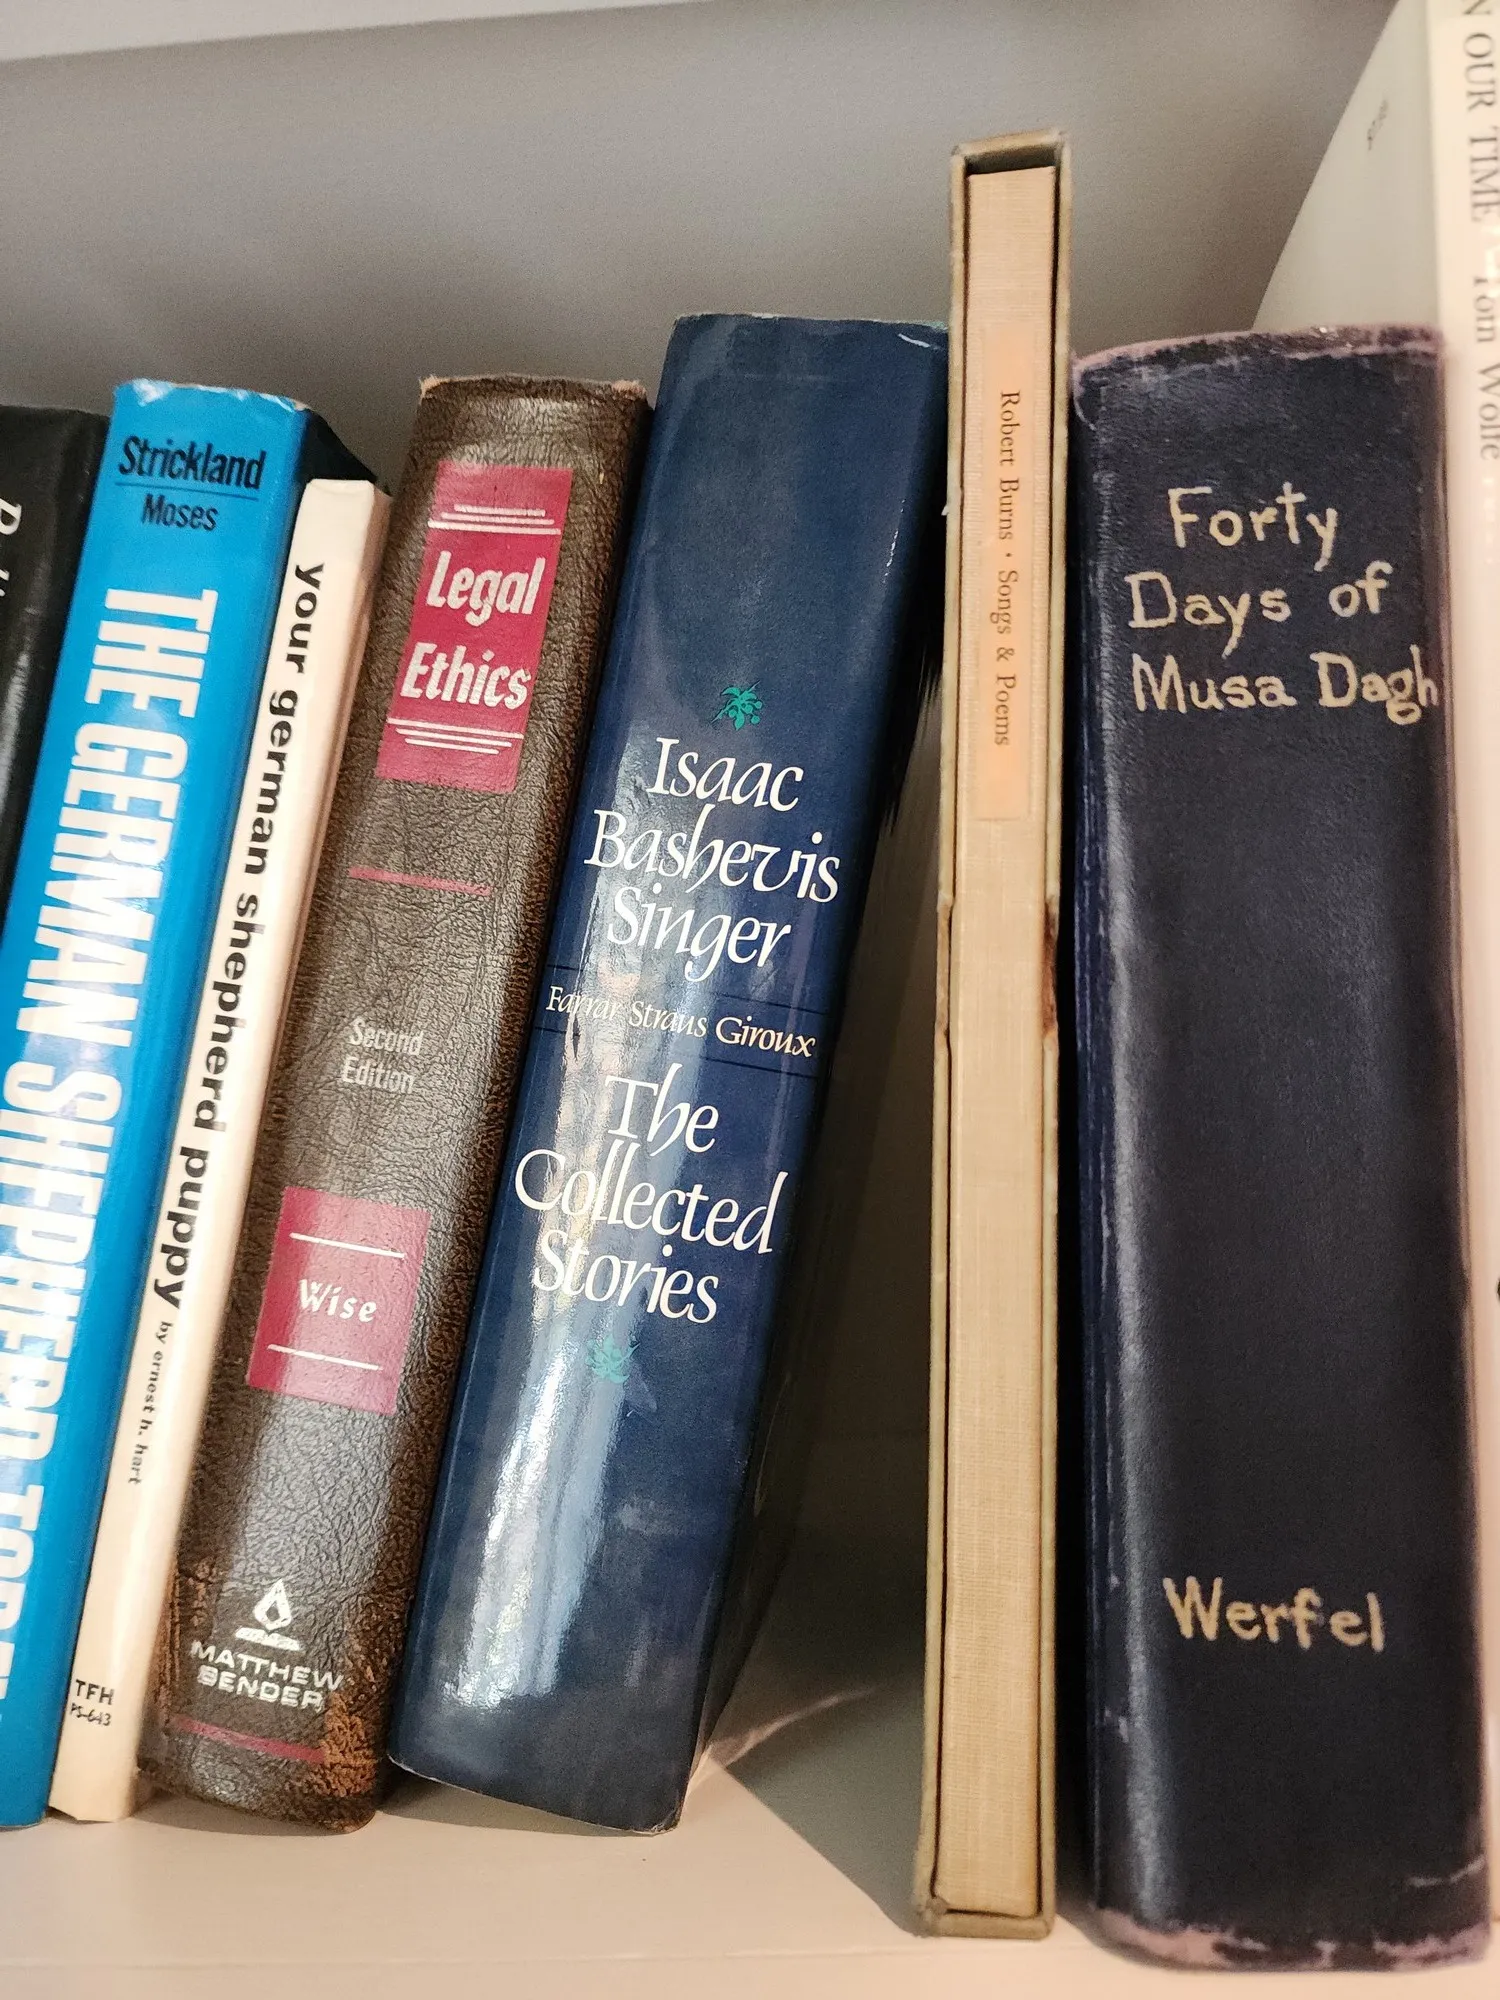 Strickland
Moses
THE GERMAN SHEPHERD
your german shepherd puppy by ernest h. hart
TFH
PS-643
Legal
Ethics
Second
Edition
Wise
MATTHEW
BENDER
Isaac
Bashevis
Singer
Farrar Straus Giroux
The
Collected
Stories
Robert Burns · Songs & Poems
Forty
Days of
Musa Dagh
Werfel
OUR TIME
Tom Wolfe